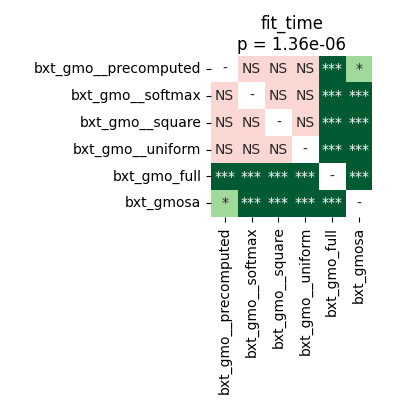 fit_time
p = 1.36e-06
bxt_gmo__precomputed - NS NS NS *** *
bxt_gmo__softmax NS - NS NS *** ***
bxt_gmo__square NS NS - NS *** ***
bxt_gmo__uniform NS NS NS - *** ***
bxt_gmo_full *** *** *** *** - ***
bxt_gmosa * *** *** *** *** -
bxt_gmo__precomputed
bxt_gmo__softmax
bxt_gmo__square
bxt_gmo__uniform
bxt_gmo_full
bxt_gmosa